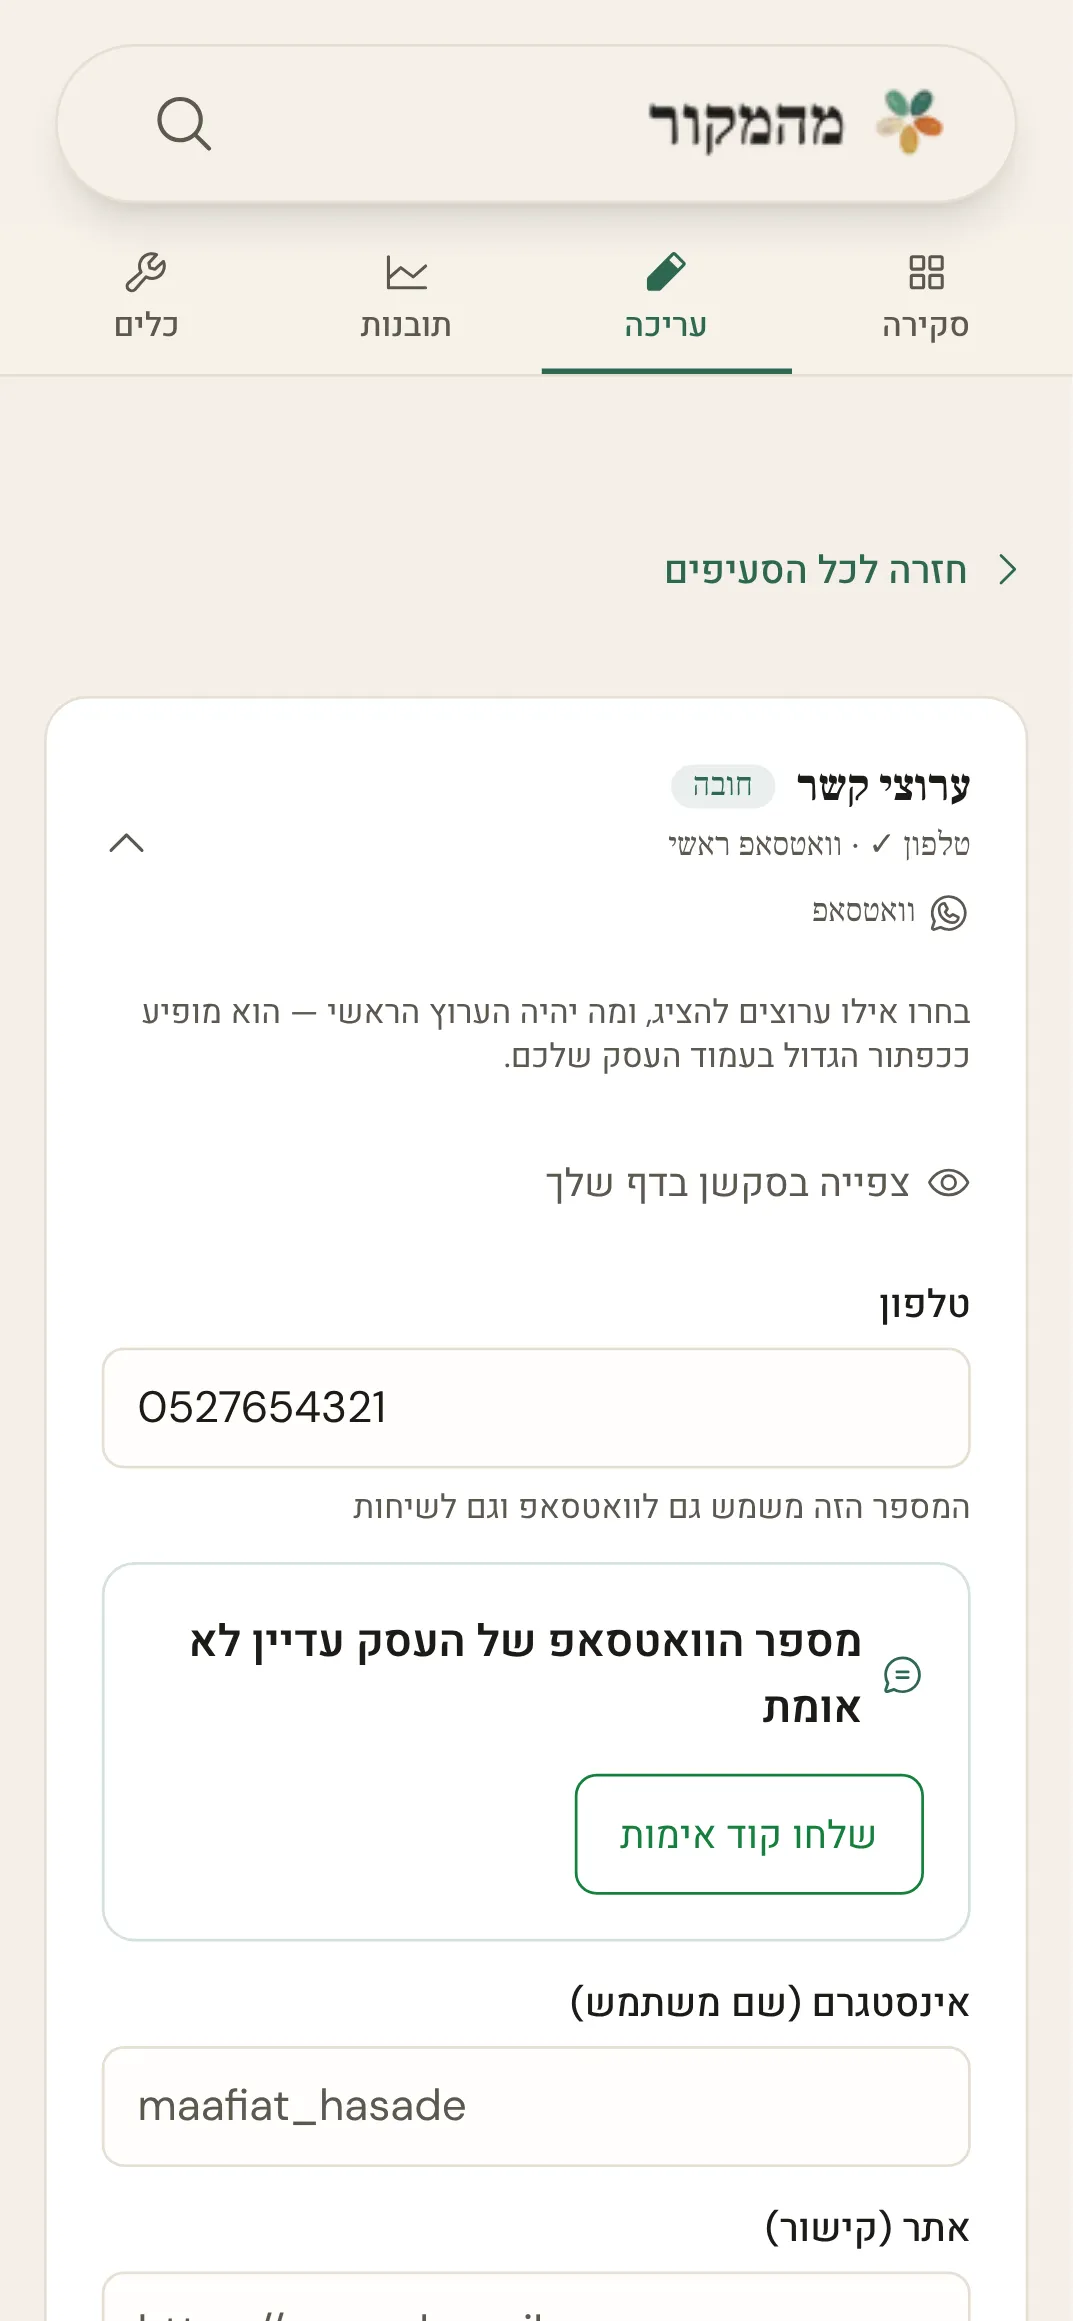 מהמקור
סקירה
עריכה
תובנות
כלים
חזרה לכל הסעיפים
ערוצי קשר חובה
טלפון ✓ · וואטסאפ ראשי
וואטסאפ
בחרו אילו ערוצים להציג, ומה יהיה הערוץ הראשי — הוא מופיע
ככפתור הגדול בעמוד העסק שלכם.
צפייה בסקשן בדף שלך
טלפון
0527654321
המספר הזה משמש גם לוואטסאפ וגם לשיחות
מספר הוואטסאפ של העסק עדיין לא
אומת
שלחו קוד אימות
אינסטגרם (שם משתמש)
maafiat_hasade
אתר (קישור)